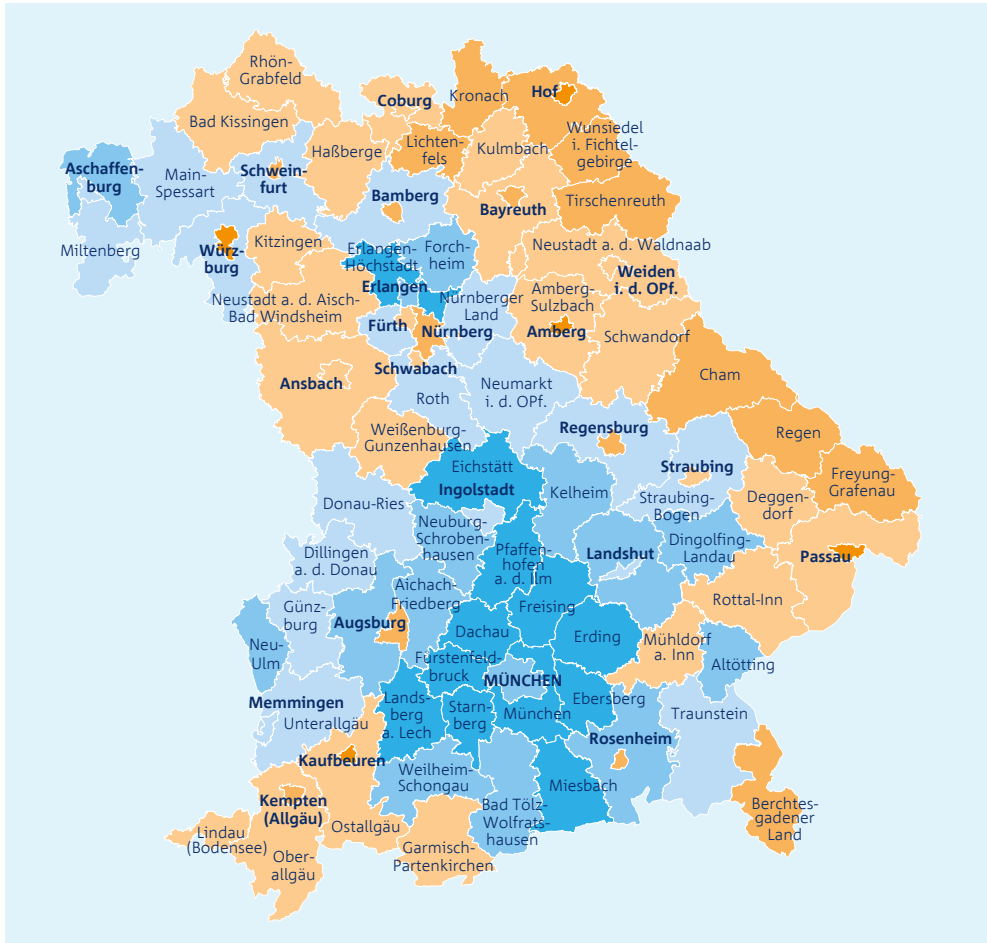 Rhön-
Grabfeld
Coburg
Kronach
Hof
Bad Kissingen
Haßberge
Lichten-
fels
Kulmbach
Wunsiedel
i. Fichtel-
gebirge
Aschaffen-
burg
Main-
Spessart
Schwein-
furt
Bamberg
Bayreuth
Tirschenreuth
Miltenberg
Würz-
burg
Kitzingen
Erlangen-
Höchstadt
Forch-
heim
Neustadt a. d. Waldnaab
Erlangen
Weiden
i. d. OPf.
Neustadt a. d. Aisch-
Bad Windsheim
Nürnberger
Land
Amberg-
Sulzbach
Fürth
Nürnberg
Amberg
Schwandorf
Ansbach
Schwabach
Roth
Neumarkt
i. d. OPf.
Cham
Weißenburg-
Gunzenhausen
Regensburg
Regen
Eichstätt
Ingolstadt
Straubing
Freyung-
Grafenau
Donau-Ries
Kelheim
Straubing-
Bogen
Deggen-
dorf
Neuburg-
Schroben-
hausen
Pfaffen-
hofen
a. d. Ilm
Landshut
Dingolfing-
Landau
Passau
Dillingen
a. d. Donau
Aichach-
Friedberg
Freising
Rottal-Inn
Günz-
burg
Augsburg
Dachau
Erding
Mühldorf
a. Inn
Altötting
Neu-
Ulm
Fürstenfeld-
bruck
MÜNCHEN
Memmingen
Unterallgäu
Lands-
berg
a. Lech
Starn-
berg
München
Ebersberg
Traunstein
Rosenheim
Kaufbeuren
Weilheim-
Schongau
Miesbach
Kempten
(Allgäu)
Ostallgäu
Bad Tölz-
Wolfrats-
hausen
Berchtes-
gadener
Land
Lindau
(Bodensee)
Ober-
allgäu
Garmisch-
Partenkirchen